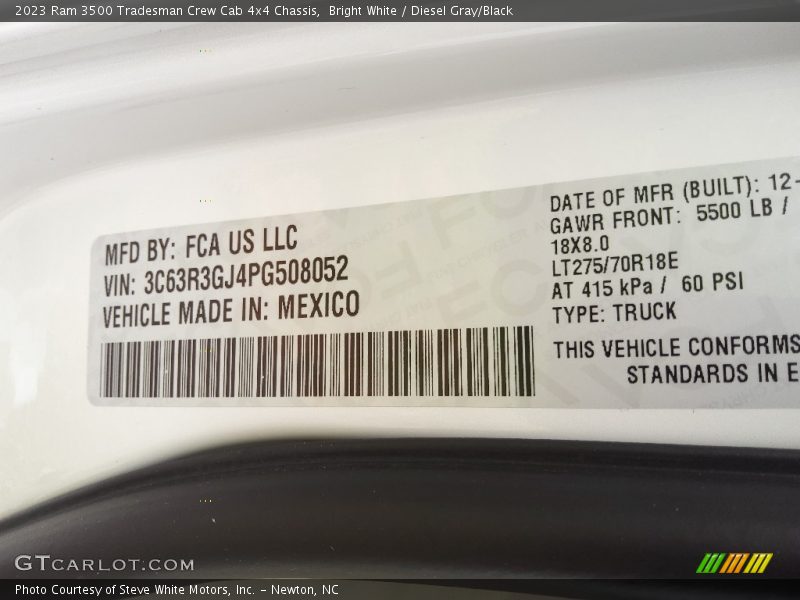 2023 Ram 3500 Tradesman Crew Cab 4x4 Chassis, Bright White / Diesel Gray/Black
MFD BY: FCA US LLC
VIN: 3C63R3GJ4PG508052
VEHICLE MADE IN: MEXICO
DATE OF MFR (BUILT): 12-
GAWR FRONT: 5500 LB /
18X8.0
LT275/70R18E
AT 415 kPa / 60 PSI
TYPE: TRUCK
THIS VEHICLE CONFORMS
STANDARDS IN E
GTCARLOT.COM
Photo Courtesy of Steve White Motors, Inc. – Newton, NC